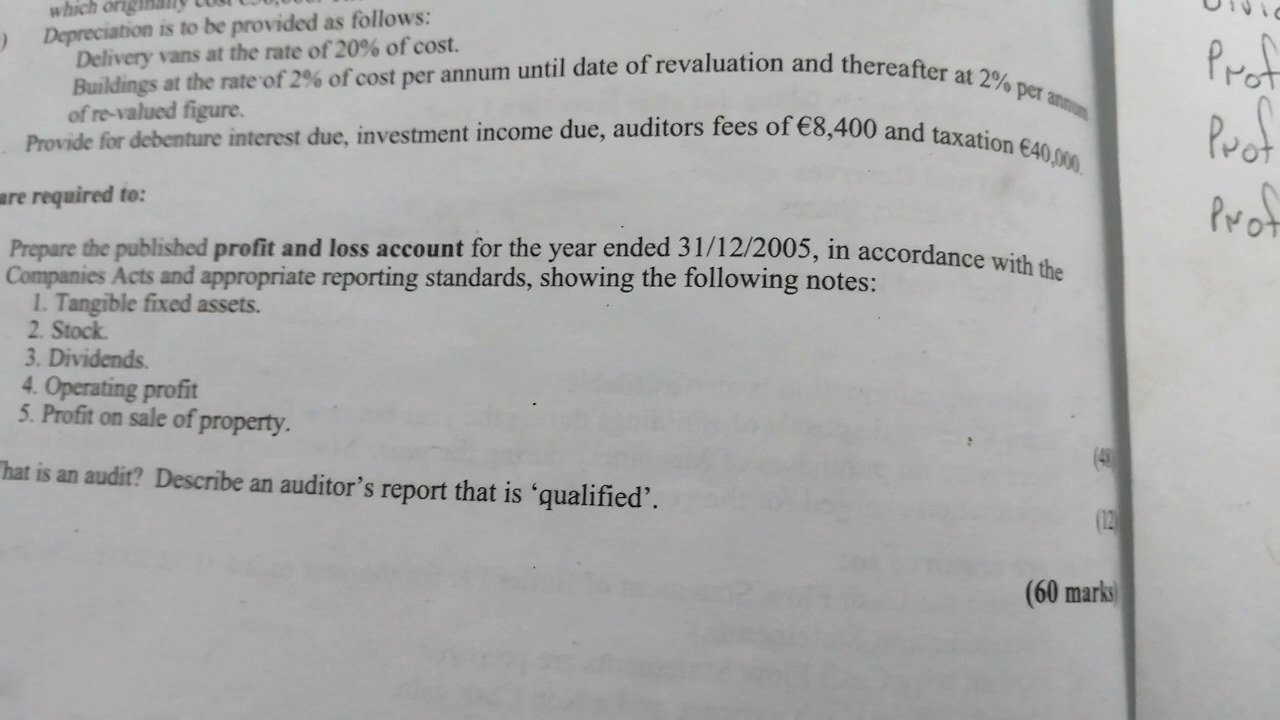 which originally cost
Depreciation is to be provided as follows:
Delivery vans at the rate of 20% of cost.
Buildings at the rate of 2% of cost per annum until date of revaluation and thereafter at 2% per annum
of re-valued figure.
Provide for debenture interest due, investment income due, auditors fees of €8,400 and taxation €40,000.
are required to:
Prepare the published profit and loss account for the year ended 31/12/2005, in accordance with the
Companies Acts and appropriate reporting standards, showing the following notes:
1. Tangible fixed assets.
2. Stock.
3. Dividends.
4. Operating profit
5. Profit on sale of property.
(48
hat is an audit? Describe an auditor's report that is 'qualified'.
(12
(60 marks)
Prof
Prof
Prof